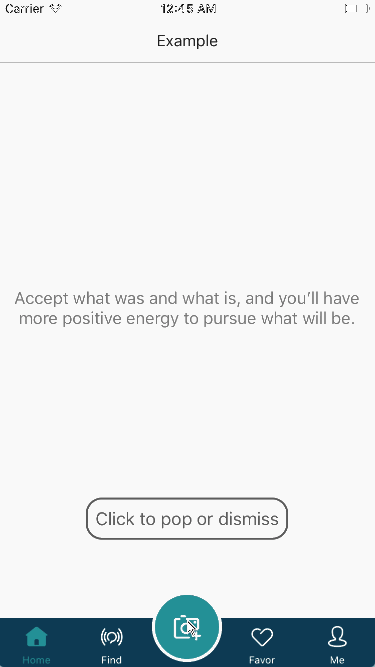 Carrier
12:45 AM
Example
Accept what was and what is, and you’ll have
more positive energy to pursue what will be.
Click to pop or dismiss
Home
Find
Favor
Me